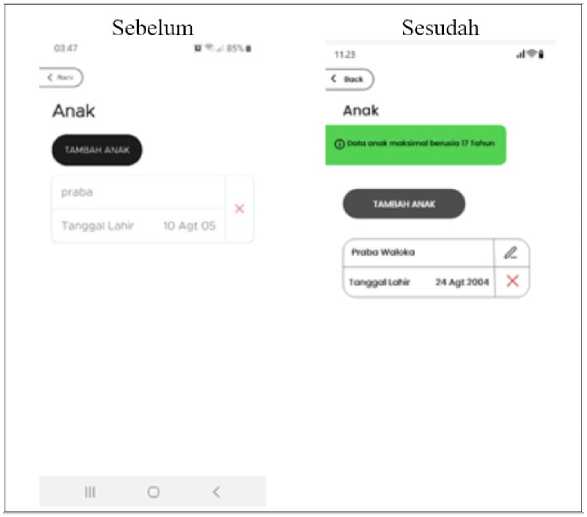 Sebelum
03.47
85%
Anak
TAMBAH ANAK
praba
Tanggal Lahir 10 Agt 05
Sesudah
11.23
Back
Anak
Data anak maksimal berusia 17 Tahun
TAMBAH ANAK
Praba Waloka
Tanggal Lahir 24 Agt 2004